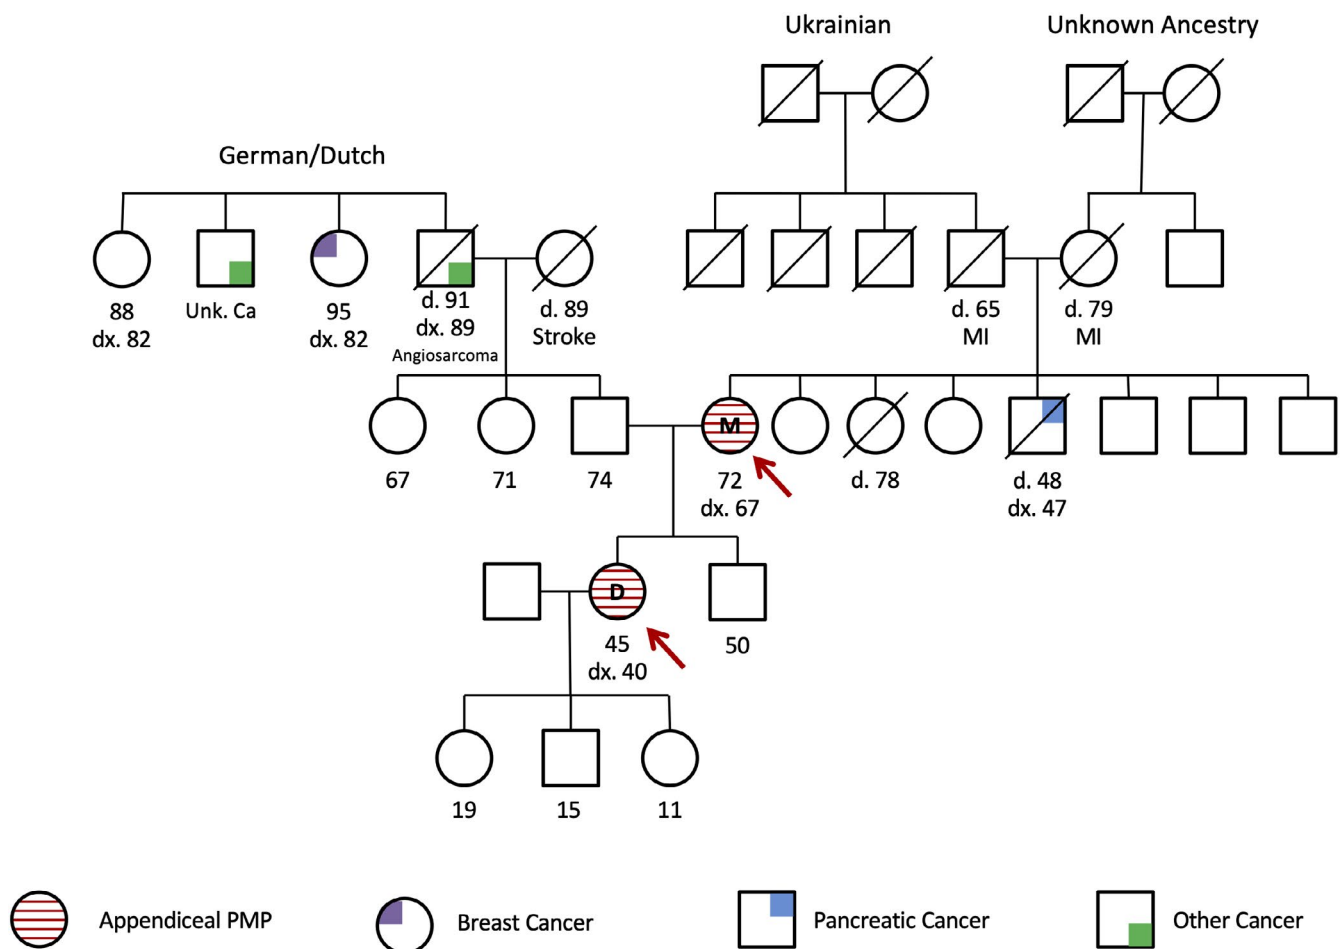 Ukrainian
Unknown Ancestry
German/Dutch
88
dx. 82
Unk. Ca
95
dx. 82
d. 91
dx. 89
Angiosarcoma
d. 89
Stroke
d. 65
MI
d. 79
MI
67
71
74
M
72
dx. 67
d. 78
d. 48
dx. 47
D
45
dx. 40
50
19
15
11
Appendiceal PMP
Breast Cancer
Pancreatic Cancer
Other Cancer